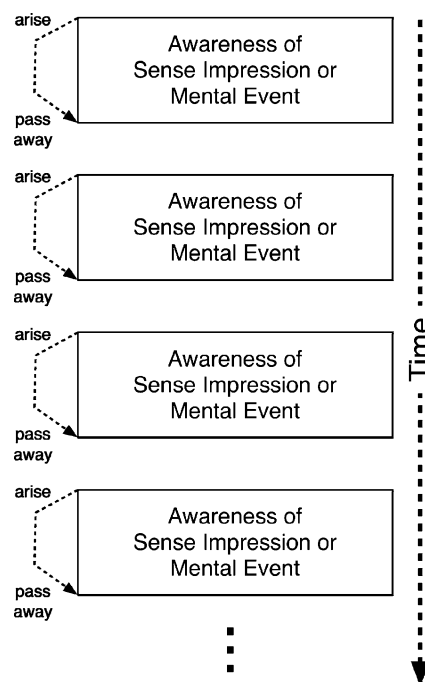 arise
Awareness of
Sense Impression or
Mental Event
pass
away
arise
Awareness of
Sense Impression or
Mental Event
pass
away
arise
Awareness of
Sense Impression or
Mental Event
pass
away
arise
Awareness of
Sense Impression or
Mental Event
pass
away
Time